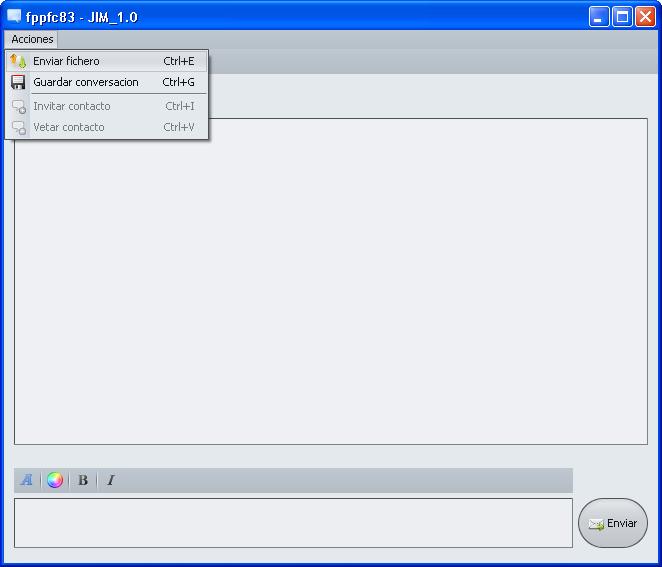 fppfc83 - JIM_1.0
Acciones
Enviar fichero Ctrl+E
Guardar conversacion Ctrl+G
Invitar contacto Ctrl+I
Vetar contacto Ctrl+V
A B I
Enviar